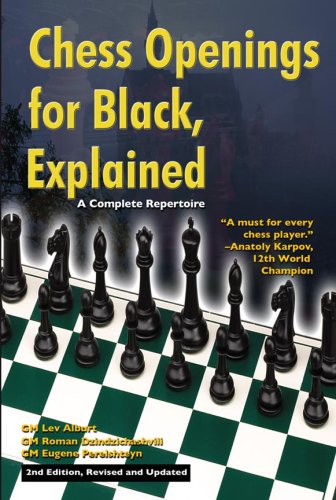 Chess Openings
for Black,
Explained
A Complete Repertoire
“A must for every
chess player.”
–Anatoly Karpov,
12th World
Champion
GM Lev Alburt
GM Roman Dzindzichashvili
GM Eugene Perelshteyn
2nd Edition, Revised and Updated